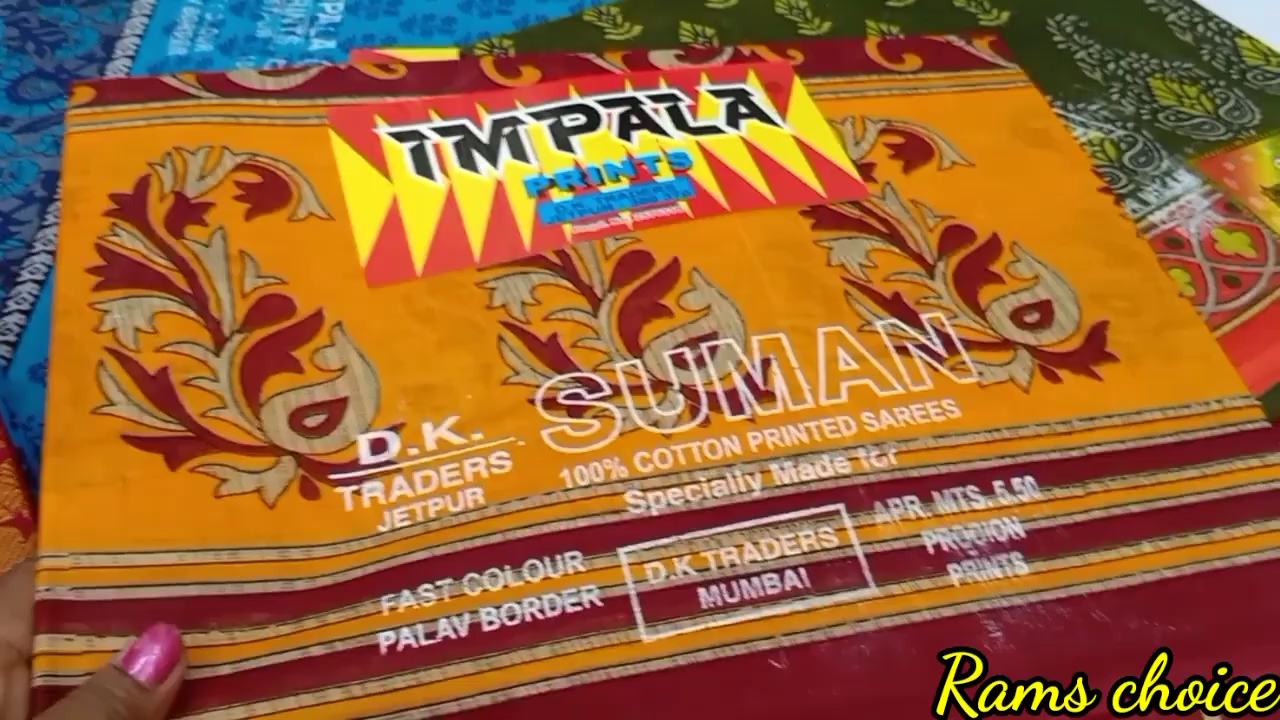 IMPALA
PRINTS
D.K.
TRADERS
JETPUR
SUMAN
100% COTTON PRINTED SAREES
Specially Made for
FAST COLOUR
PALAV BORDER
D.K TRADERS
MUMBAI
APR. MTS. 5.50
PROCION
PRINTS
Rams choice